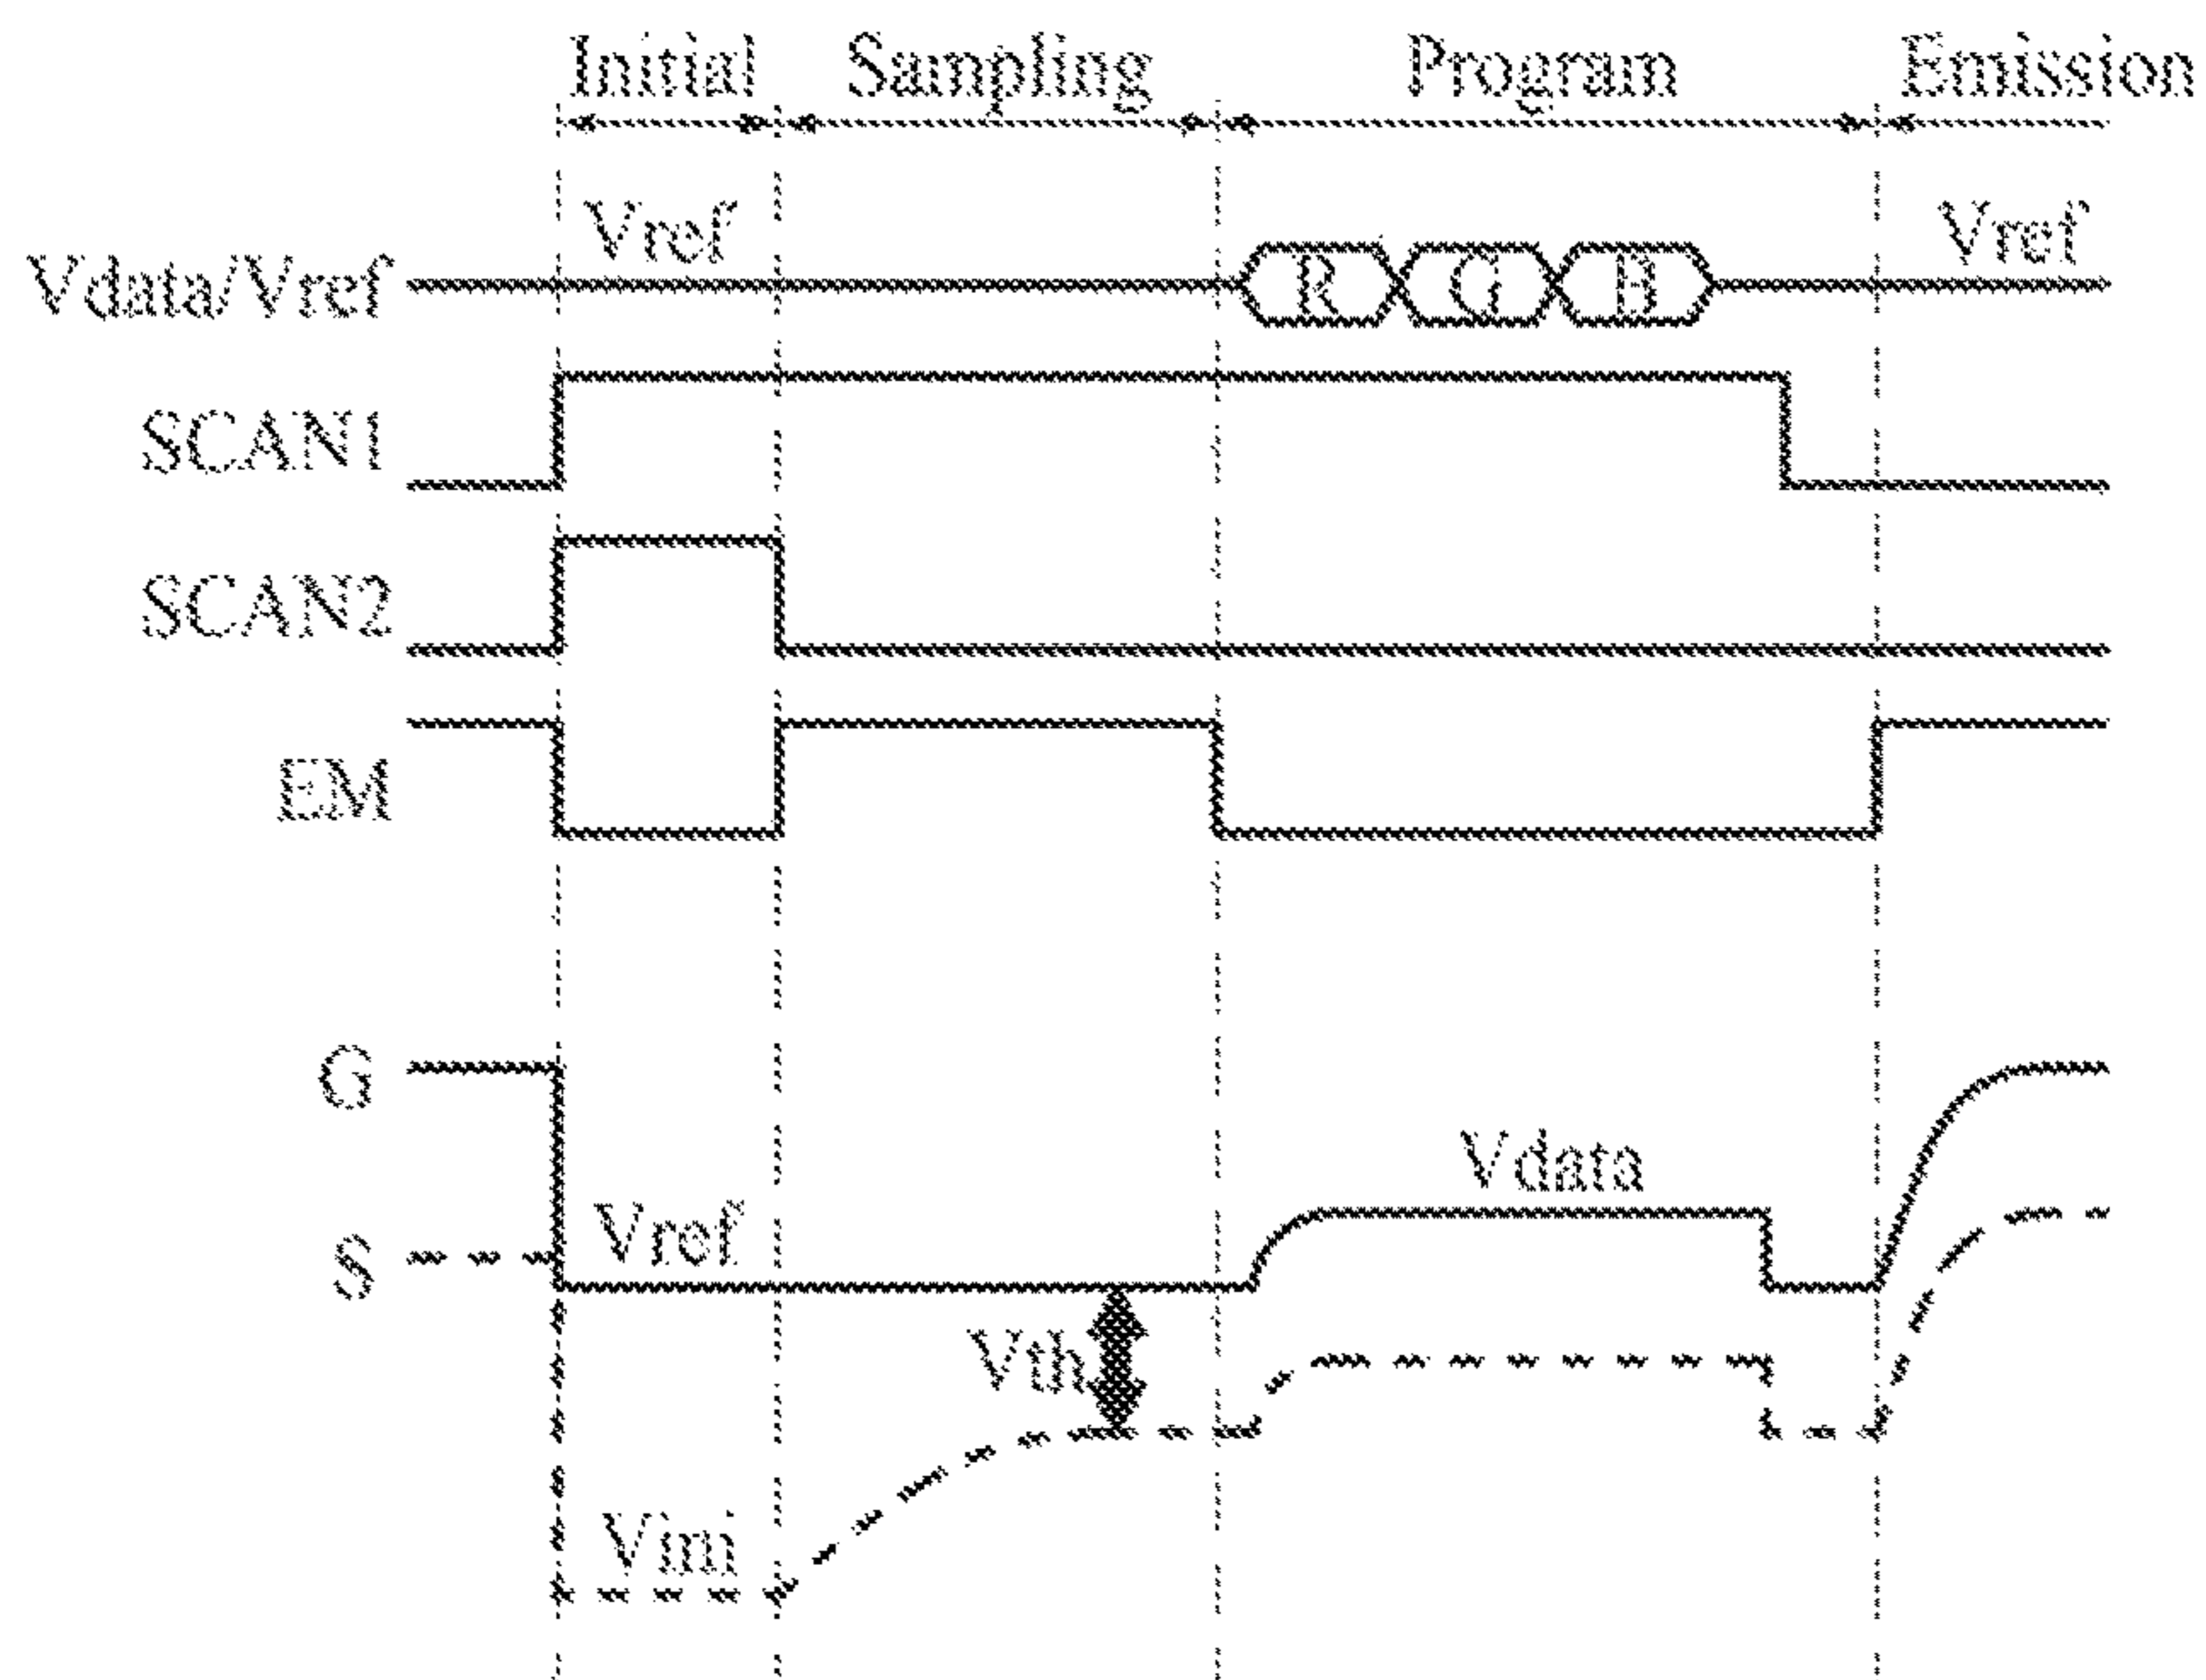 Initial Sampling Program Emission
Vref Vref
Vdata/Vref R G B
SCAN1
SCAN2
EM
G
Vdata
Vref
S
Vth
Vini